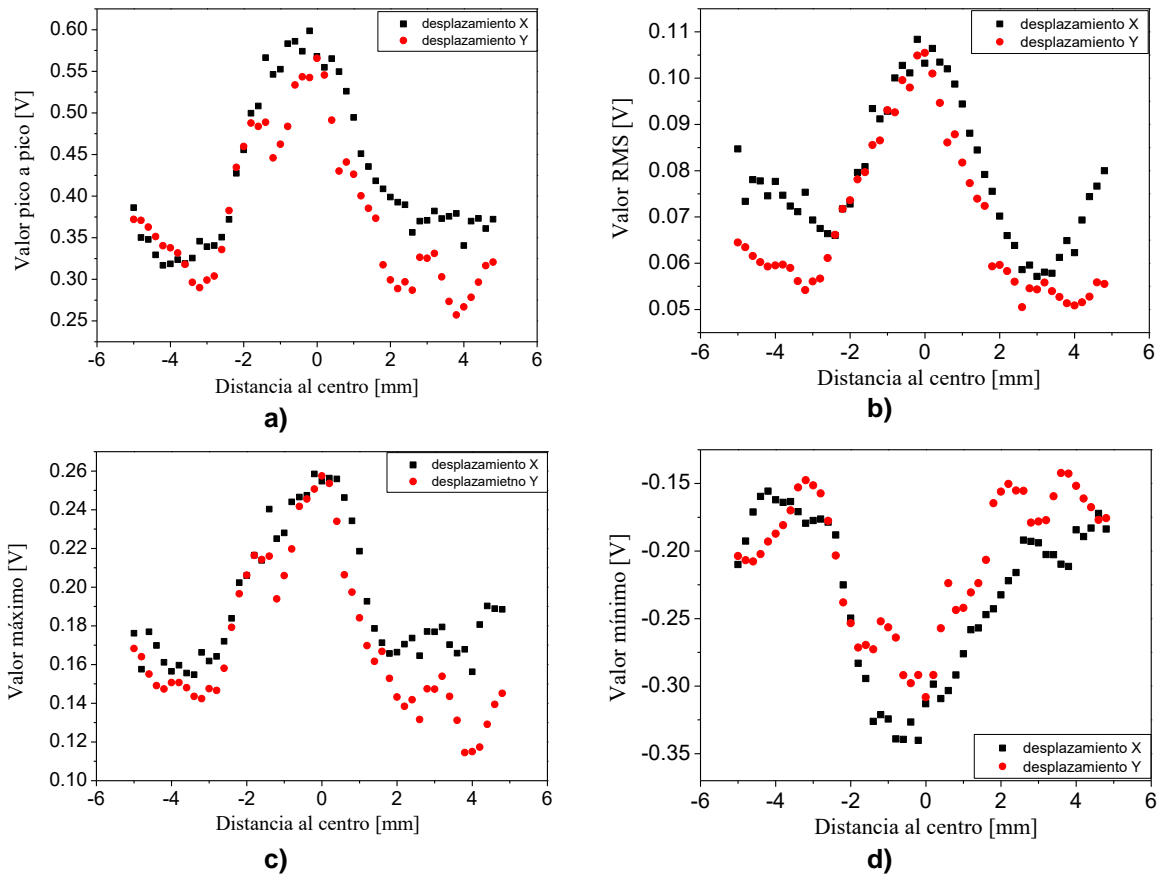 0.60
0.55
0.50
0.45
0.40
0.35
0.30
0.25
Valor pico a pico [V]
desplazamiento X
desplazamiento Y
-6 -4 -2 0 2 4 6
Distancia al centro [mm]
a)
0.11
0.10
0.09
0.08
0.07
0.06
0.05
Valor RMS [V]
desplazamiento X
desplazamiento Y
-6 -4 -2 0 2 4 6
Distancia al centro [mm]
b)
0.26
0.24
0.22
0.20
0.18
0.16
0.14
0.12
0.10
Valor máximo [V]
desplazamiento X
desplazamietno Y
-6 -4 -2 0 2 4 6
Distancia al centro [mm]
c)
-0.15
-0.20
-0.25
-0.30
-0.35
Valor mínimo [V]
desplazamiento X
desplazamiento Y
-6 -4 -2 0 2 4 6
Distancia al centro [mm]
d)